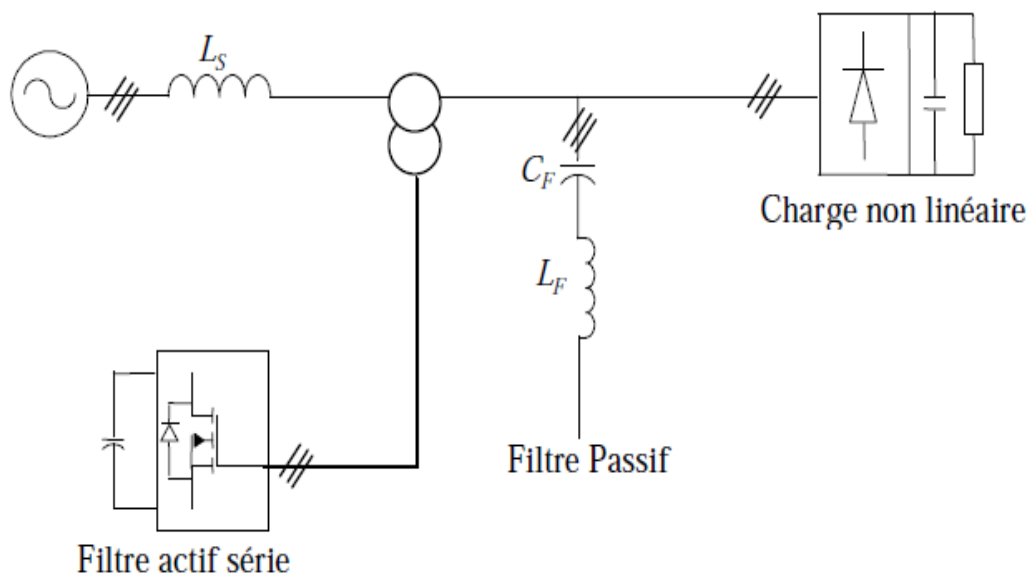 L_S
C_F
Charge non linéaire
L_F
Filtre Passif
Filtre actif série